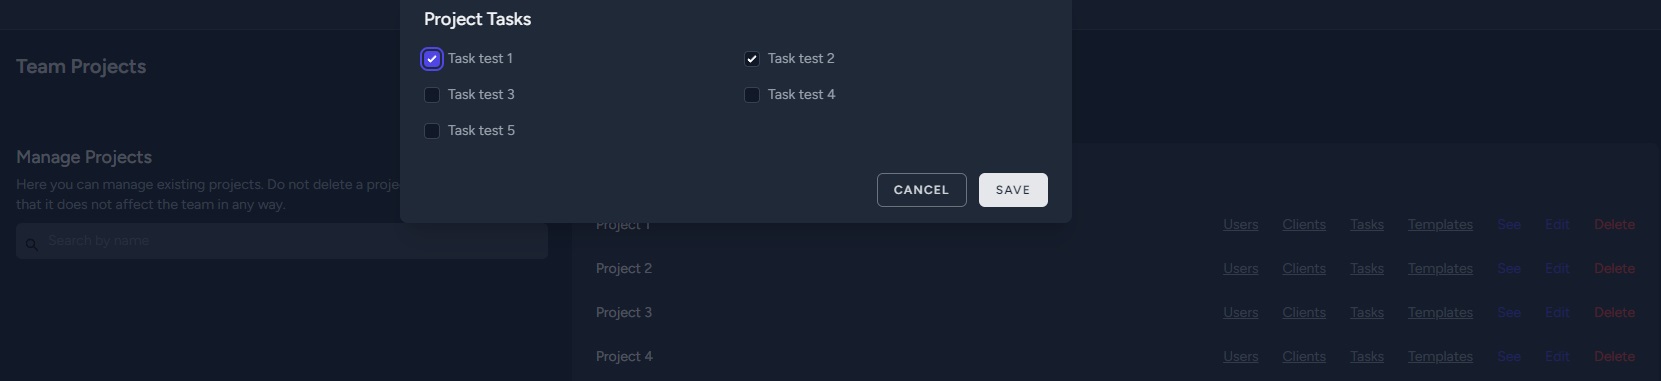 Project Tasks
Task test 1
Task test 2
Task test 3
Task test 4
Task test 5
CANCEL SAVE
Team Projects
Manage Projects
Here you can manage existing projects. Do not delete a
that it does not affect the team in any way.
Search by name
Project 1 Users Clients Tasks Templates See Edit Delete
Project 2 Users Clients Tasks Templates See Edit Delete
Project 3 Users Clients Tasks Templates See Edit Delete
Project 4 Users Clients Tasks Templates See Edit Delete